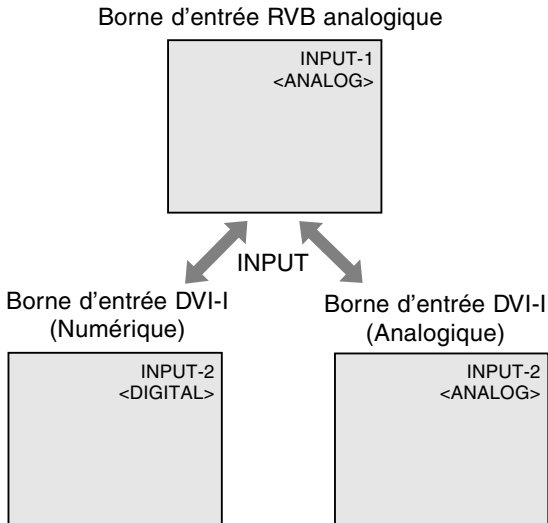 Borne d'entrée RVB analogique
INPUT-1
<ANALOG>
INPUT
Borne d'entrée DVI-I
(Numérique)
INPUT-2
<DIGITAL>
Borne d'entrée DVI-I
(Analogique)
INPUT-2
<ANALOG>